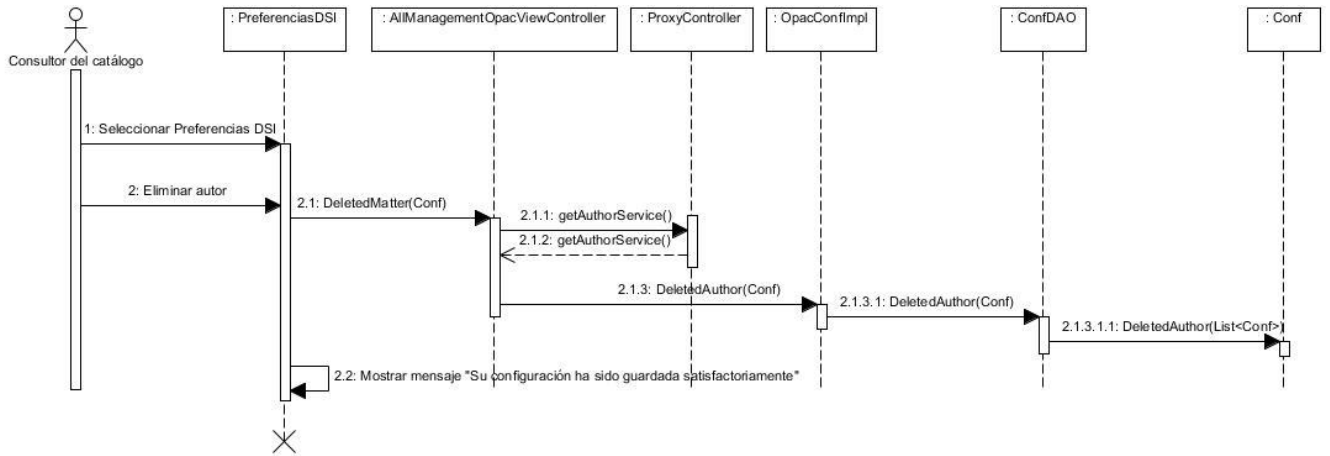 : PreferenciasDSI
: AllManagementOpacViewController
: ProxyController
: OpacConfImpl
: ConfDAO
: Conf
Consultor del catálogo
1: Seleccionar Preferencias DSI
2: Eliminar autor
2.1: DeletedMatter(Conf)
2.1.1: getAuthorService()
2.1.2: getAuthorService()
2.1.3: DeletedAuthor(Conf)
2.1.3.1: DeletedAuthor(Conf)
2.1.3.1.1: DeletedAuthor(List<Conf>)
2.2: Mostrar mensaje "Su configuración ha sido guardada satisfactoriamente"